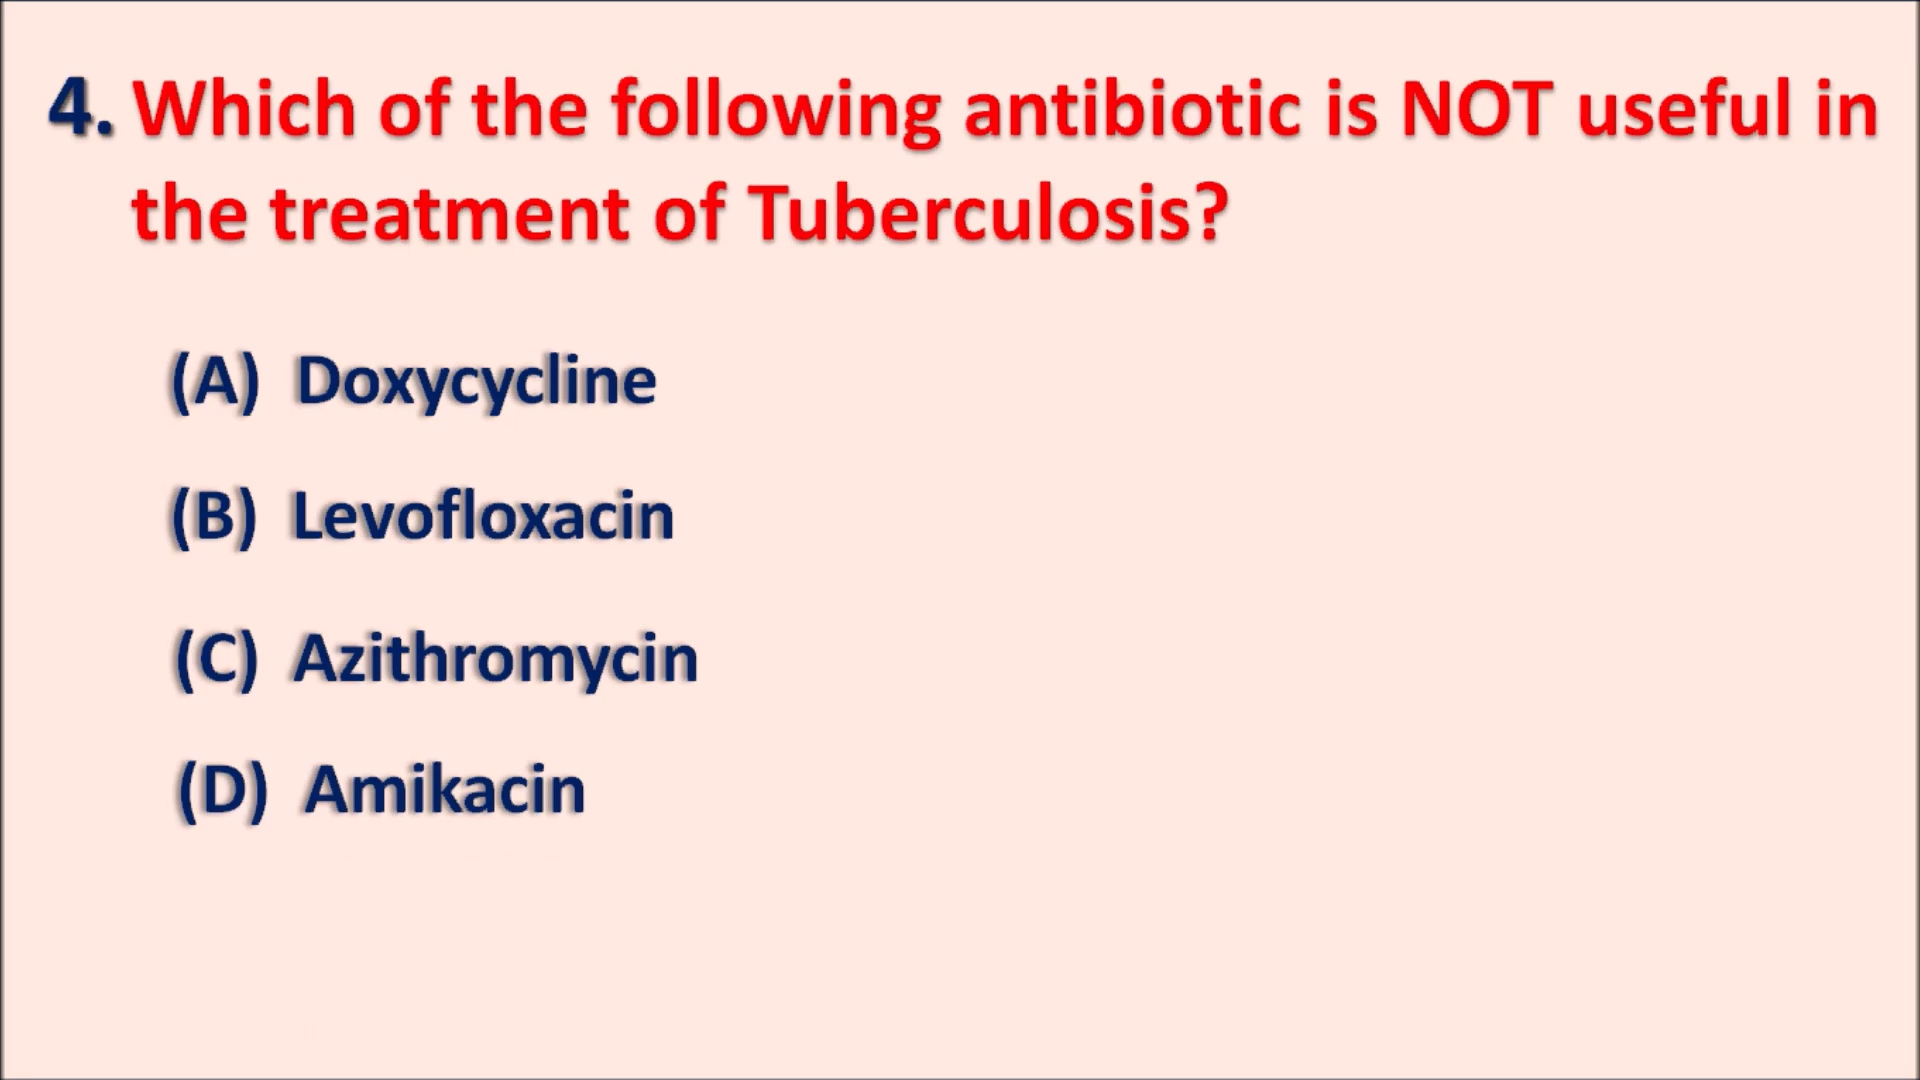 4. Which of the following antibiotic is NOT useful in
the treatment of Tuberculosis?
(A) Doxycycline
(B) Levofloxacin
(C) Azithromycin
(D) Amikacin